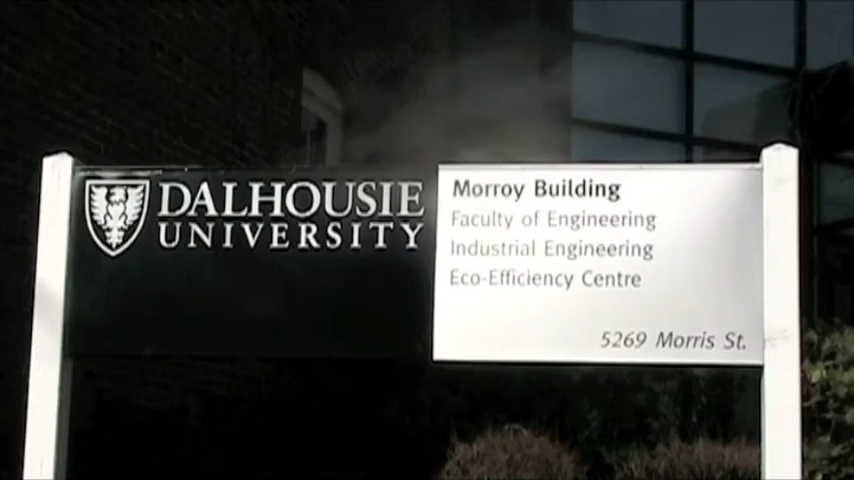 DALHOUSIE
UNIVERSITY
Morroy Building
Faculty of Engineering
Industrial Engineering
Eco-Efficiency Centre
5269 Morris St.